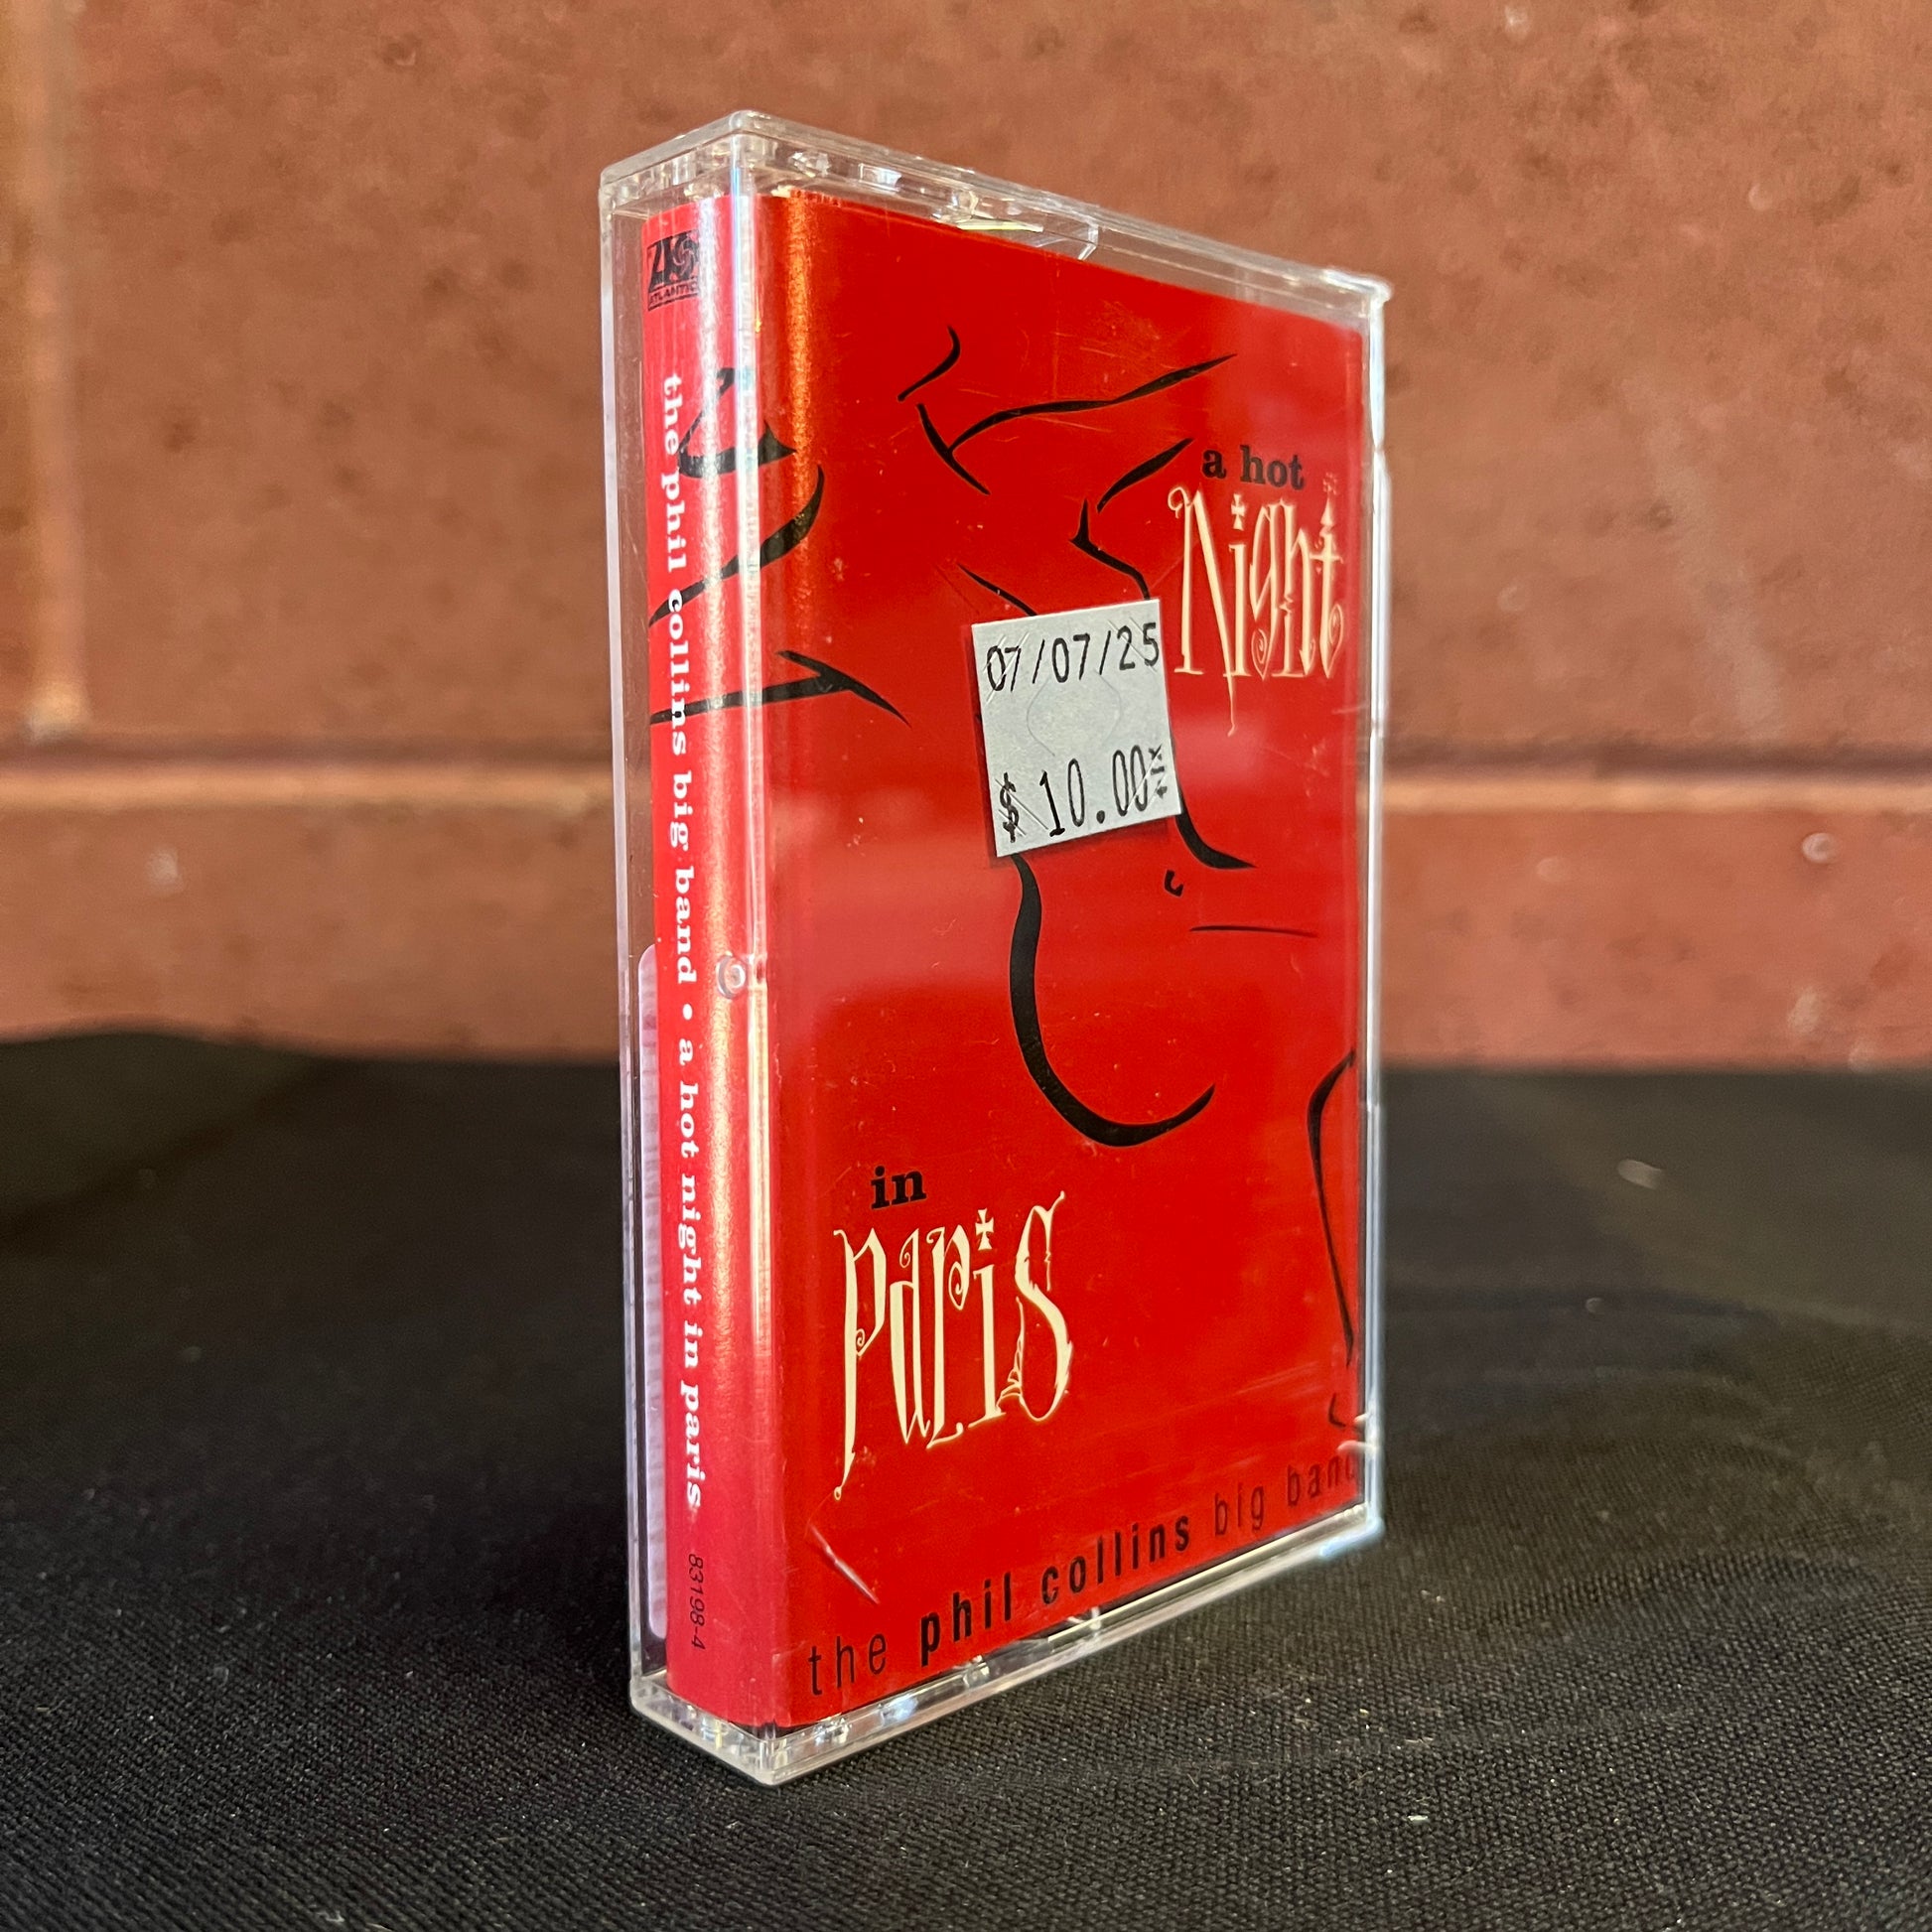 ATLANTIC
the phil collins big band • a hot night in paris
83198-4
a hot
Night
07/07/25
$ 10.00
in
paris
the phil collins big band